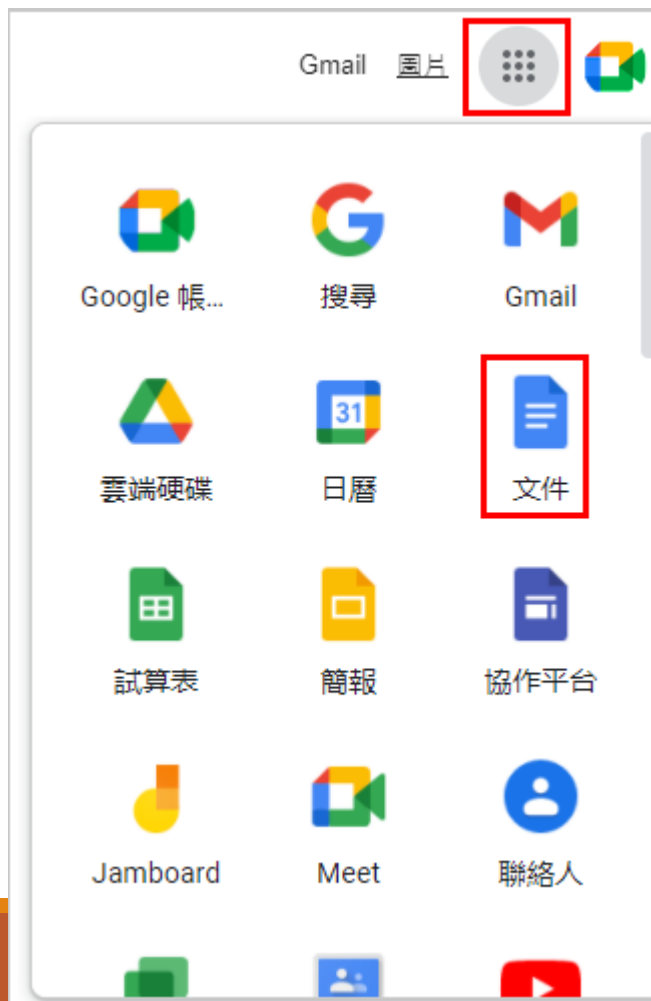 Gmail 圖片
Google 帳... 搜尋 Gmail
31
雲端硬碟 日曆 文件
試算表 簡報 協作平台
Jamboard Meet 聯絡人